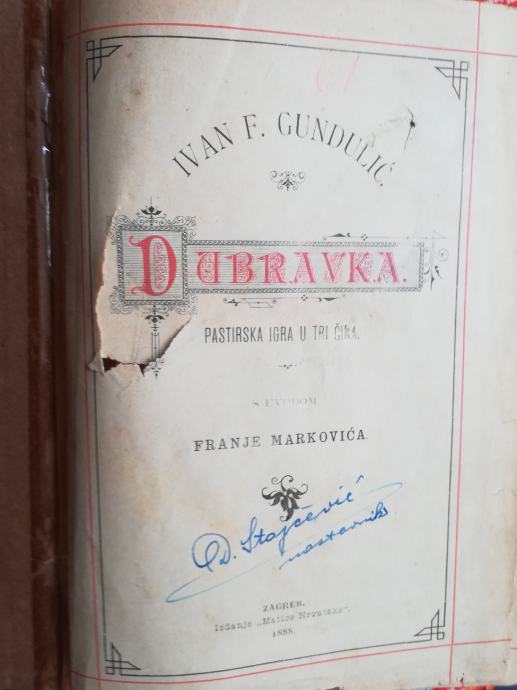 IVAN F. GUNDULIĆ.
DUBRAVKA.
PASTIRSKA IGRA U TRI ČINA.
S UVODOM
FRANJE MARKOVIĆA.
D. Stojčević
nastavnik
ZAGREB.
Izdanje „Matice Hrvatske“.
1888.